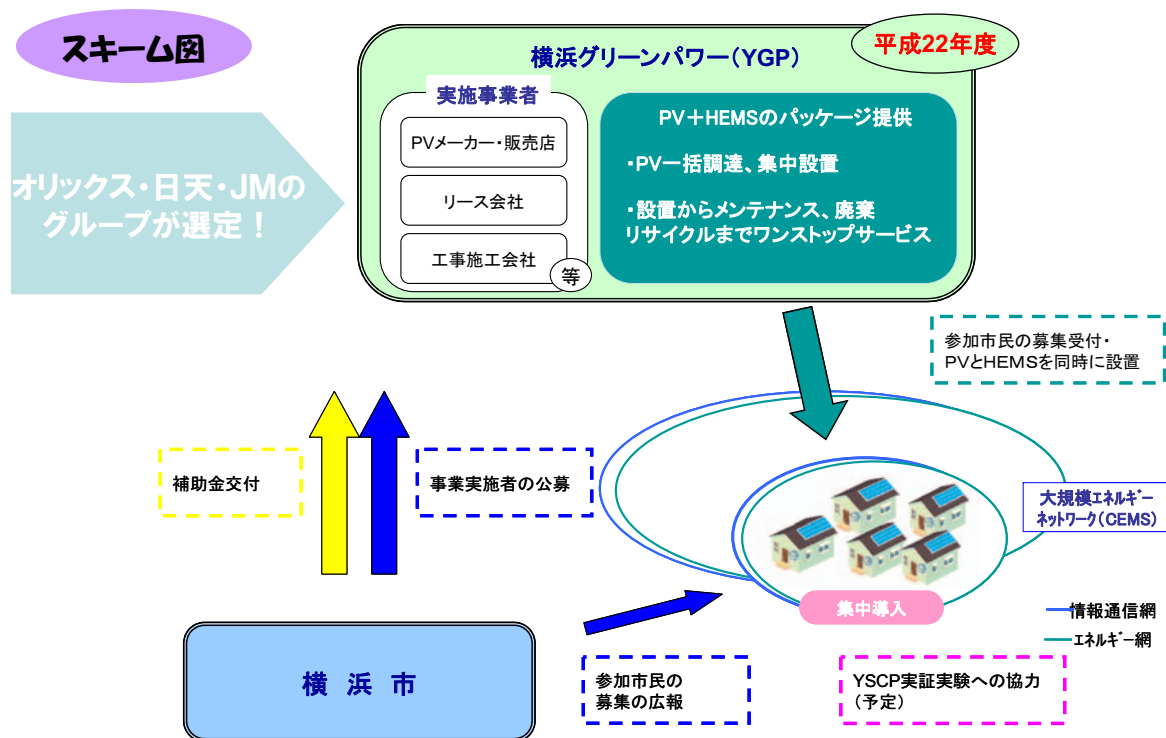 スキーム図
平成22年度
横浜グリーンパワー（YGP）
実施事業者
PVメーカー・販売店
リース会社
工事施工会社
等
PV＋HEMSのパッケージ提供
・PV一括調達、集中設置
・設置からメンテナンス、廃棄
リサイクルまでワンストップサービス
オリックス・日天・JMの
グループが選定！
参加市民の募集受付・
PVとHEMSを同時に設置
補助金交付
事業実施者の公募
大規模エネルギー
ネットワーク（CEMS）
集中導入
情報通信網
エネルギー網
横 浜 市
参加市民の
募集の広報
YSCP実証実験への協力
（予定）